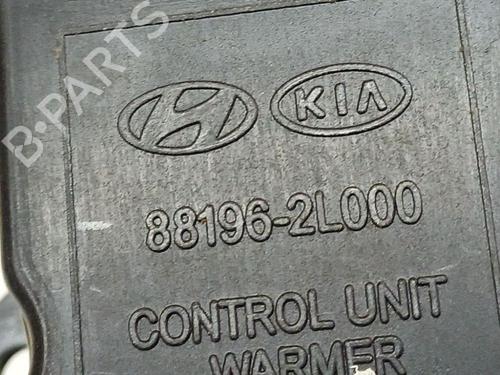 B-PARTS
KIA
88196-2L000
CONTROL UNIT
WARMER